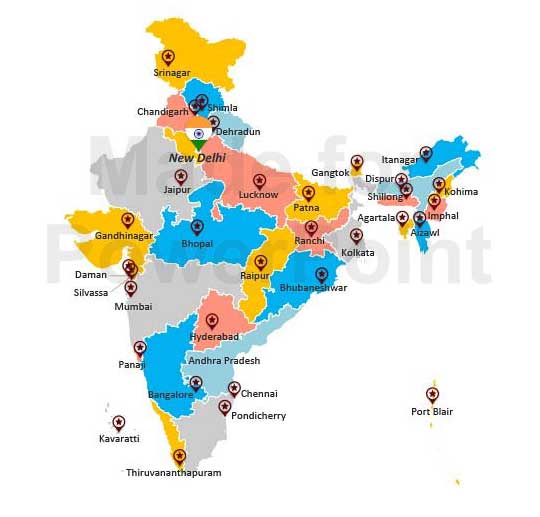 Srinagar
Chandigarh
Shimla
Dehradun
New Delhi
Made for
PowerPoint
Itanagar
Gangtok
Dispur
Kohima
Shillong
Jaipur
Lucknow
Patna
Imphal
Agartala
Aizawl
Gandhinagar
Bhopal
Ranchi
Kolkata
Daman
Raipur
Silvassa
Bhubaneshwar
Mumbai
Hyderabad
Panaji
Andhra Pradesh
Bangalore
Chennai
Pondicherry
Port Blair
Kavaratti
Thiruvananthapuram